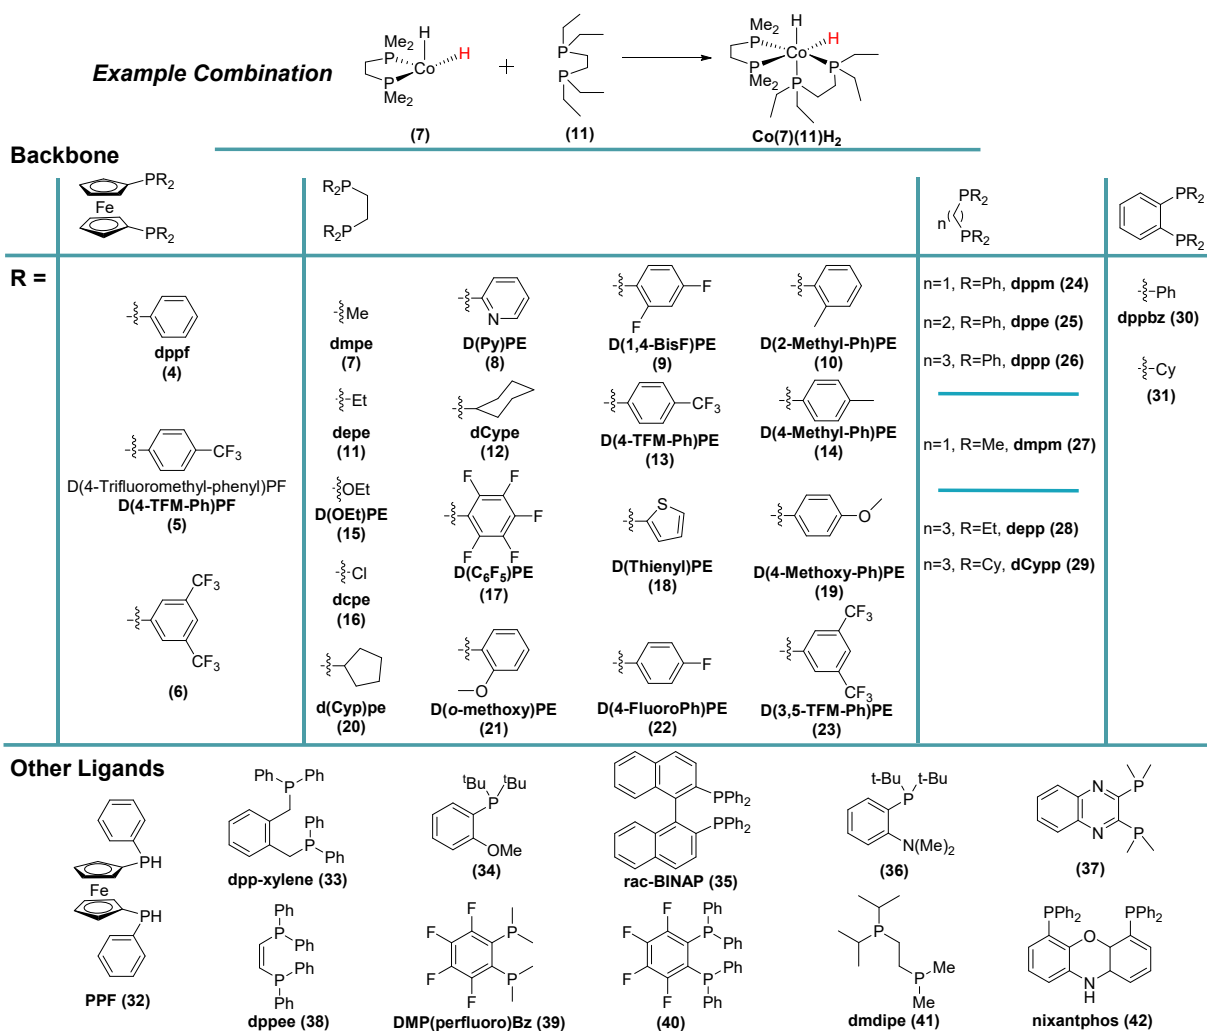 Example Combination
Me2
H
H
P
Co
P
Me2
(7)
+
P
P
(11)
Me2
H
H
P
Co
P
P
P
Me2
Co(7)(11)H2
Backbone
PR2
Fe
PR2
R2P
R2P
n
PR2
PR2
PR2
PR2
R =
dppf
(4)
CF3
D(4-Trifluoromethyl-phenyl)PF
D(4-TFM-Ph)PF
(5)
CF3
CF3
(6)
Me
dmpe
(7)
N
D(Py)PE
(8)
F
F
D(1,4-BisF)PE
(9)
D(2-Methyl-Ph)PE
(10)
Et
depe
(11)
dCype
(12)
CF3
D(4-TFM-Ph)PE
(13)
D(4-Methyl-Ph)PE
(14)
OEt
D(OEt)PE
(15)
Cl
dcpe
(16)
F
F
F
F
F
D(C6F5)PE
(17)
S
D(Thienyl)PE
(18)
O
D(4-Methoxy-Ph)PE
(19)
d(Cyp)pe
(20)
O
D(o-methoxy)PE
(21)
F
D(4-FluoroPh)PE
(22)
CF3
CF3
D(3,5-TFM-Ph)PE
(23)
n=1, R=Ph, dppm (24)
n=2, R=Ph, dppe (25)
n=3, R=Ph, dppp (26)
n=1, R=Me, dmpm (27)
n=3, R=Et, depp (28)
n=3, R=Cy, dCypp (29)
Ph
dppbz (30)
Cy
(31)
Other Ligands
PH
Fe
PH
PPF (32)
Ph
P
Ph
Ph
P
Ph
dpp-xylene (33)
tBu
tBu
P
OMe
(34)
PPh2
PPh2
rac-BINAP (35)
t-Bu
t-Bu
P
N(Me)2
(36)
N
P
N
P
(37)
Ph
P
Ph
Ph
P
Ph
dppee (38)
F
F
P
F
P
F
DMP(perfluoro)Bz (39)
F
Ph
F
P
Ph
Ph
F
P
Ph
F
(40)
P
P
Me
Me
dmdipe (41)
PPh2
PPh2
O
N
H
nixantphos (42)